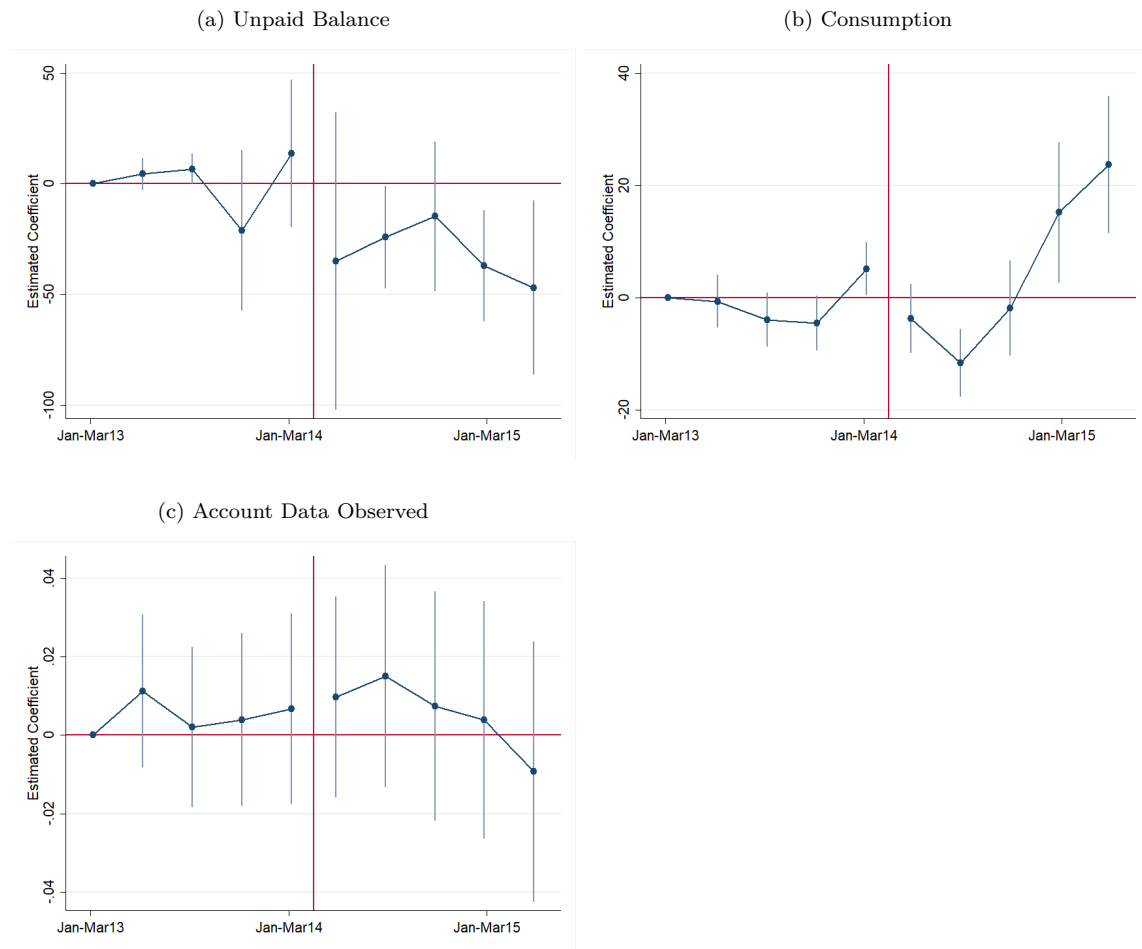 (a) Unpaid Balance
50
0
-50
-100
Estimated Coefficient
Jan-Mar13
Jan-Mar14
Jan-Mar15
(b) Consumption
40
20
0
-20
Estimated Coefficient
Jan-Mar13
Jan-Mar14
Jan-Mar15
(c) Account Data Observed
.04
.02
0
-.02
-.04
Estimated Coefficient
Jan-Mar13
Jan-Mar14
Jan-Mar15